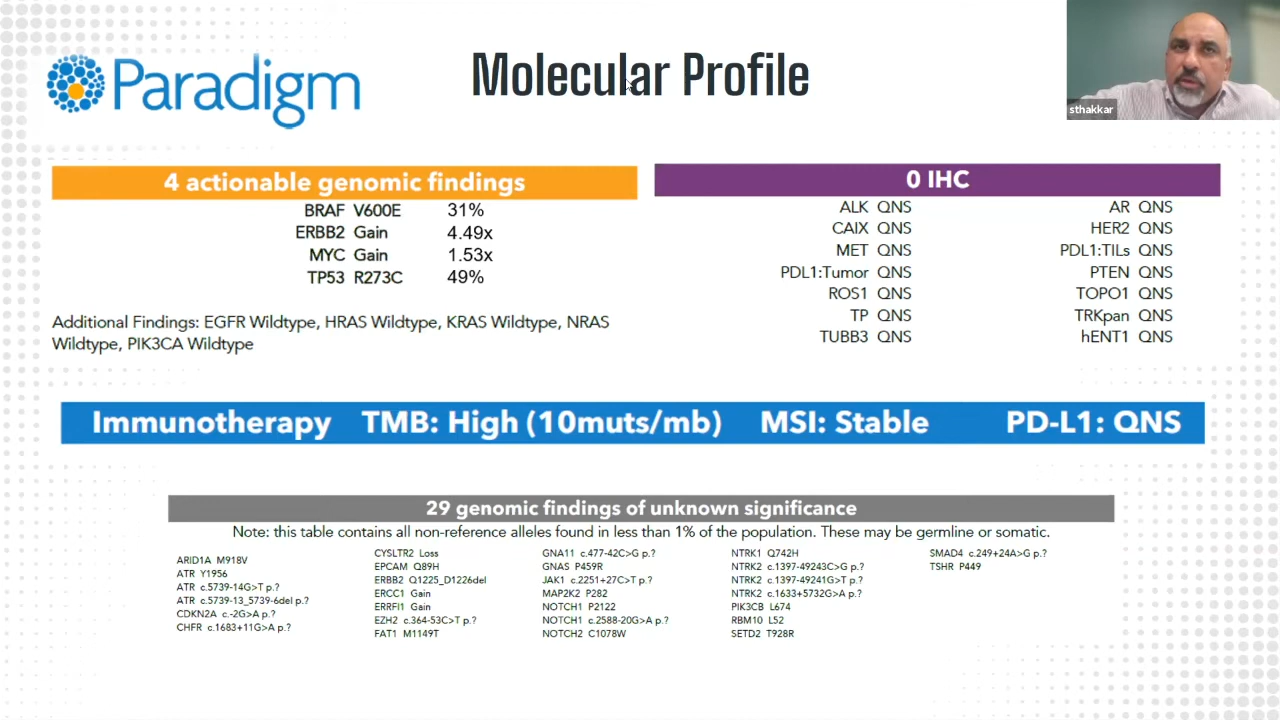 Paradigm
Molecular Profile
sthakkar
4 actionable genomic findings
BRAF V600E 31%
ERBB2 Gain 4.49x
MYC Gain 1.53x
TP53 R273C 49%
Additional Findings: EGFR Wildtype, HRAS Wildtype, KRAS Wildtype, NRAS
Wildtype, PIK3CA Wildtype
0 IHC
ALK QNS
CAIX QNS
MET QNS
PDL1:Tumor QNS
ROS1 QNS
TP QNS
TUBB3 QNS
AR QNS
HER2 QNS
PDL1:TILs QNS
PTEN QNS
TOPO1 QNS
TRKpan QNS
hENT1 QNS
Immunotherapy TMB: High (10muts/mb) MSI: Stable PD-L1: QNS
29 genomic findings of unknown significance
Note: this table contains all non-reference alleles found in less than 1% of the population. These may be germline or somatic.
ARID1A M918V
ATR Y1956
ATR c.5739-14G>T p.?
ATR c.5739-13_5739-6del p.?
CDKN2A c.-2G>A p.?
CHFR c.1683+11G>A p.?
CYSLTR2 Loss
EPCAM Q89H
ERBB2 Q1225_D1226del
ERCC1 Gain
ERRFI1 Gain
EZH2 c.364-53C>T p.?
FAT1 M1149T
GNA11 c.477-42C>G p.?
GNAS P459R
JAK1 c.2251+27C>T p.?
MAP2K2 P282
NOTCH1 P2122
NOTCH1 c.2588-20G>A p.?
NOTCH2 C1078W
NTRK1 Q742H
NTRK2 c.1397-49243C>G p.?
NTRK2 c.1397-49241G>T p.?
NTRK2 c.1633+5732G>A p.?
PIK3CB L674
RBM10 L52
SETD2 T928R
SMAD4 c.249+24A>G p.?
TSHR P449